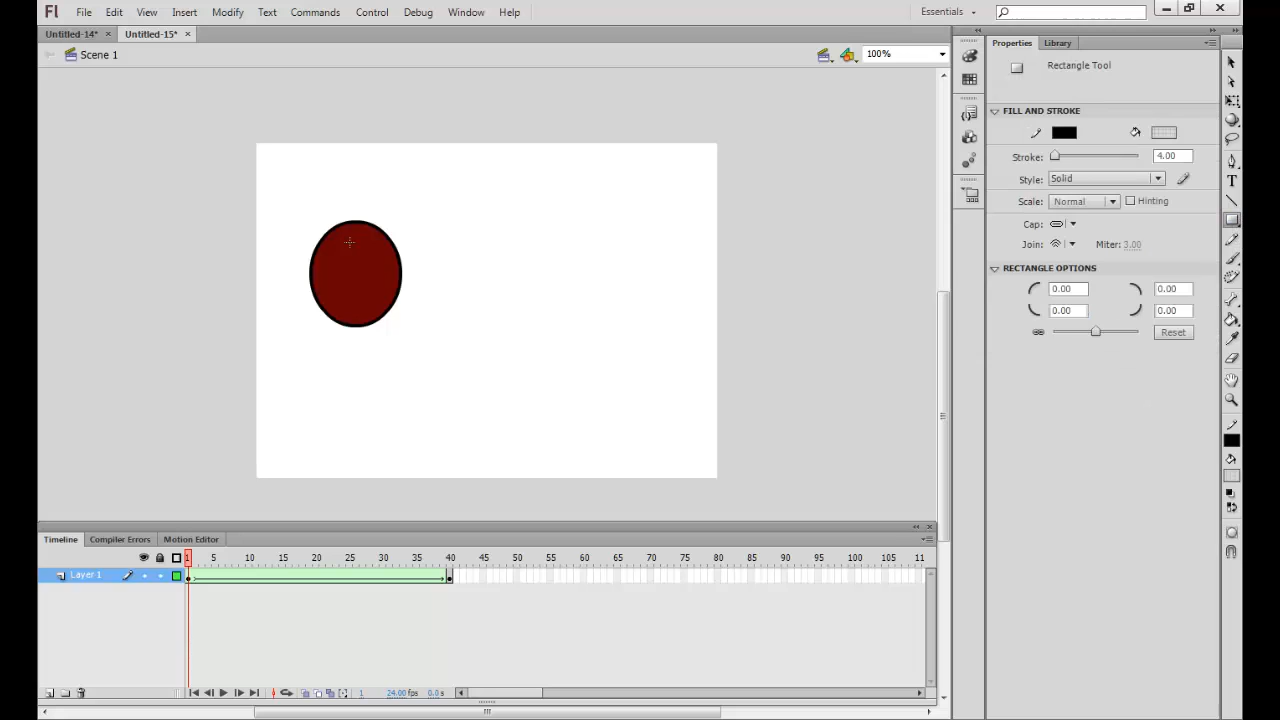 Fl File Edit View Insert Modify Text Commands Control Debug Window Help Essentials
Untitled-14* × Untitled-15* ×
Scene 1 100%
Properties Library
Rectangle Tool
FILL AND STROKE
Stroke: 4.00
Style: Solid
Scale: Normal Hinting
Cap:
Join: Miter: 3.00
RECTANGLE OPTIONS
0.00 0.00
0.00 0.00
Reset
T
Timeline Compiler Errors Motion Editor
1 5 10 15 20 25 30 35 40 45 50 55 60 65 70 75 80 85 90 95 100 105 11
Layer 1
1 24.00 fps 0.0 s